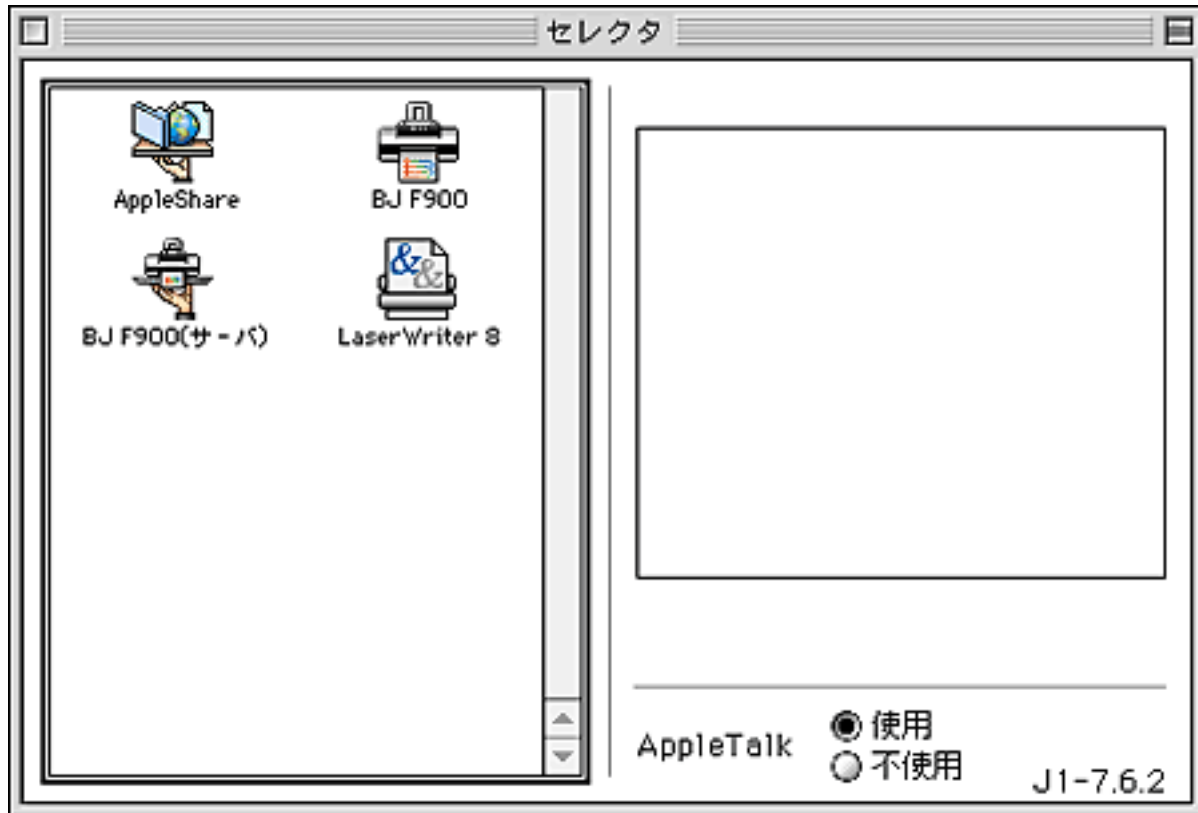 セレクタ
AppleShare
BJ F900
BJ F900(サーバ)
LaserWriter 8
AppleTalk
使用
不使用
J1-7.6.2